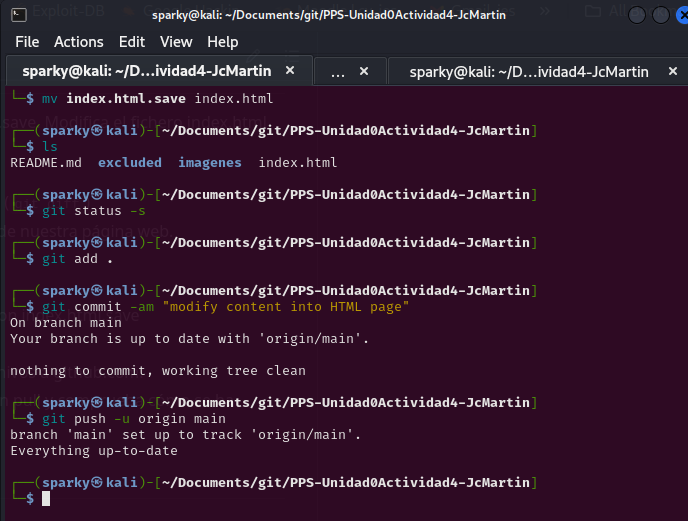 sparky@kali: ~/Documents/git/PPS-Unidad0Actividad4-JcMartin
File Actions Edit View Help
sparky@kali: ~/D...ividad4-JcMartin × ... × sparky@kali: ~/D...ividad4-JcMartin ×
└─$ mv index.html.save index.html
┌──(sparky㉿kali)-[~/Documents/git/PPS-Unidad0Actividad4-JcMartin]
└─$ ls
README.md excluded imagenes index.html
┌──(sparky㉿kali)-[~/Documents/git/PPS-Unidad0Actividad4-JcMartin]
└─$ git status -s
┌──(sparky㉿kali)-[~/Documents/git/PPS-Unidad0Actividad4-JcMartin]
└─$ git add .
┌──(sparky㉿kali)-[~/Documents/git/PPS-Unidad0Actividad4-JcMartin]
└─$ git commit -am "modify content into HTML page"
On branch main
Your branch is up to date with 'origin/main'.
nothing to commit, working tree clean
┌──(sparky㉿kali)-[~/Documents/git/PPS-Unidad0Actividad4-JcMartin]
└─$ git push -u origin main
branch 'main' set up to track 'origin/main'.
Everything up-to-date
┌──(sparky㉿kali)-[~/Documents/git/PPS-Unidad0Actividad4-JcMartin]
└─$